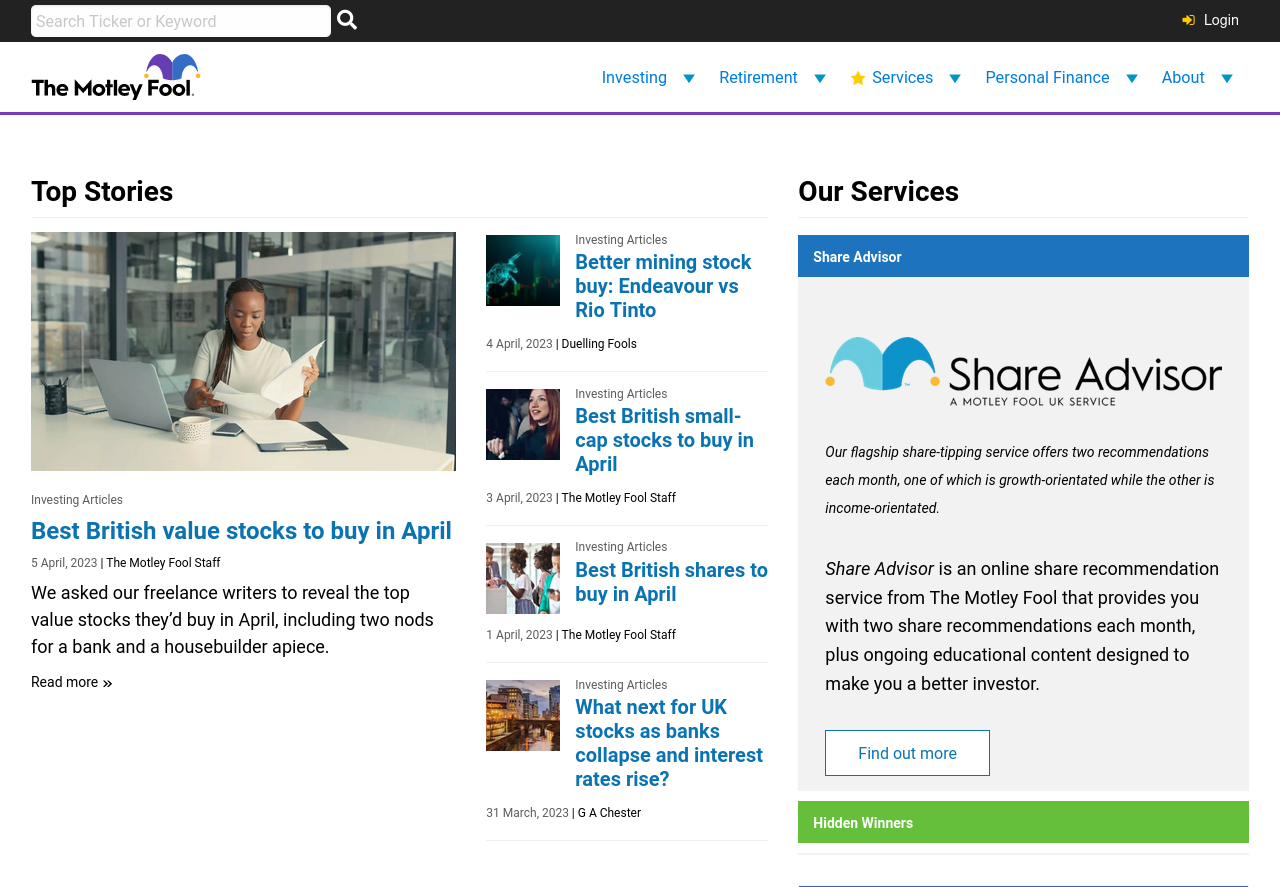 Search Ticker or Keyword
Login
The Motley Fool.
Investing
Retirement
Services
Personal Finance
About
Top Stories
Investing Articles
Best British value stocks to buy in April
5 April, 2023 | The Motley Fool Staff
We asked our freelance writers to reveal the top
value stocks they’d buy in April, including two nods
for a bank and a housebuilder apiece.
Read more »
Investing Articles
Better mining stock
buy: Endeavour vs
Rio Tinto
4 April, 2023 | Duelling Fools
Investing Articles
Best British small-
cap stocks to buy in
April
3 April, 2023 | The Motley Fool Staff
Investing Articles
Best British shares to
buy in April
1 April, 2023 | The Motley Fool Staff
Investing Articles
What next for UK
stocks as banks
collapse and interest
rates rise?
31 March, 2023 | G A Chester
Our Services
Share Advisor
Share Advisor
A MOTLEY FOOL UK SERVICE
Our flagship share-tipping service offers two recommendations
each month, one of which is growth-orientated while the other is
income-orientated.
Share Advisor is an online share recommendation
service from The Motley Fool that provides you
with two share recommendations each month,
plus ongoing educational content designed to
make you a better investor.
Find out more
Hidden Winners